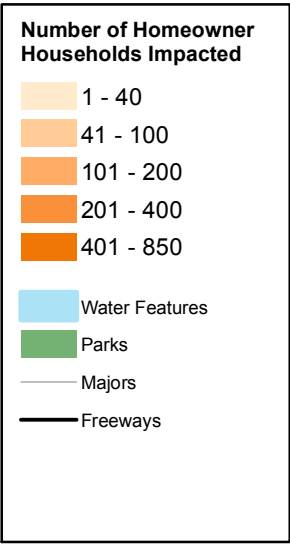 Number of Homeowner
Households Impacted
1 - 40
41 - 100
101 - 200
201 - 400
401 - 850
Water Features
Parks
Majors
Freeways